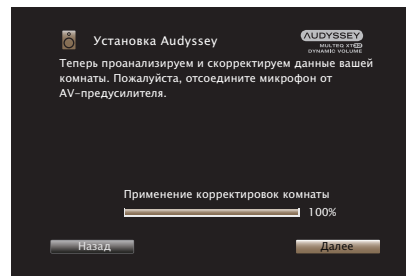 Установка Audyssey
AUDYSSEY
MULTEQ XT32
DYNAMIC VOLUME
Теперь проанализируем и скорректируем данные вашей
комнаты. Пожалуйста, отсоедините микрофон от
AV-предусилителя.
Применение корректировок комнаты
100%
Назад
Далее